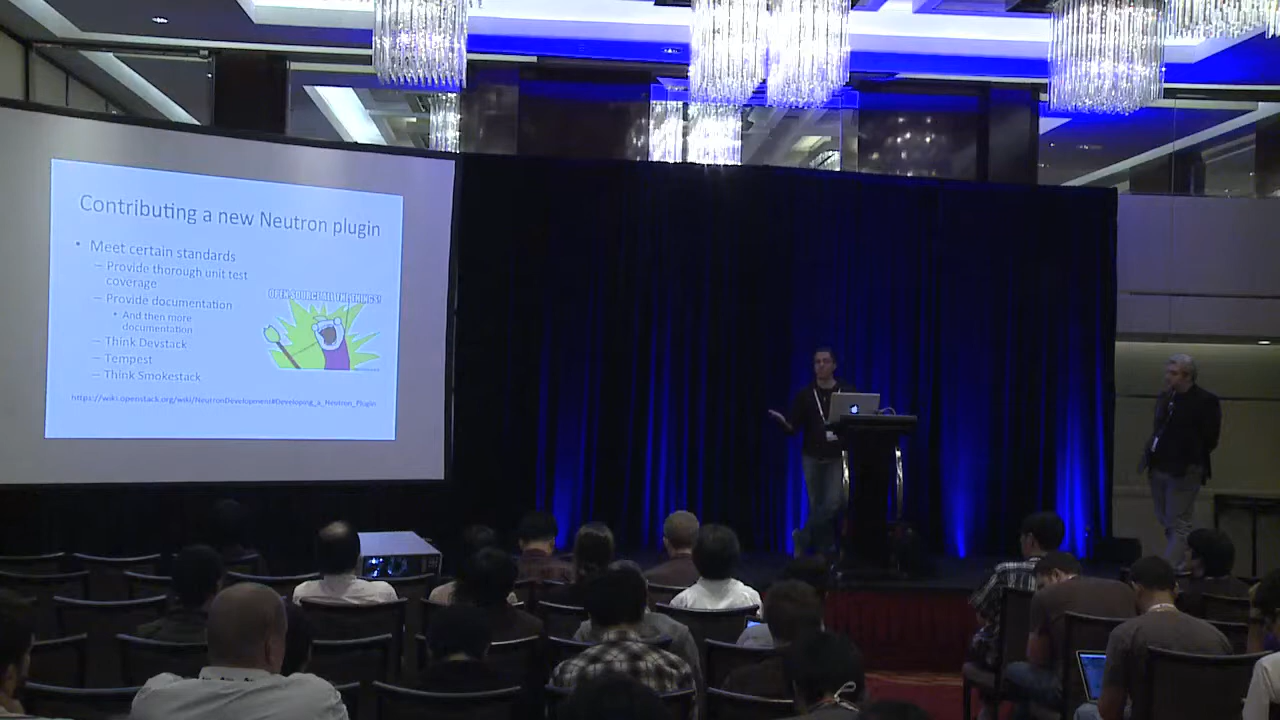 Contributing a new Neutron plugin
• Meet certain standards
– Provide thorough unit test
coverage
– Provide documentation
• And then more
documentation
– Think Devstack
– Tempest
– Think Smokestack
OPEN SOURCE ALL THE THINGS!
https://wiki.openstack.org/wiki/NeutronDevelopment#Developing_a_Neutron_Plugin